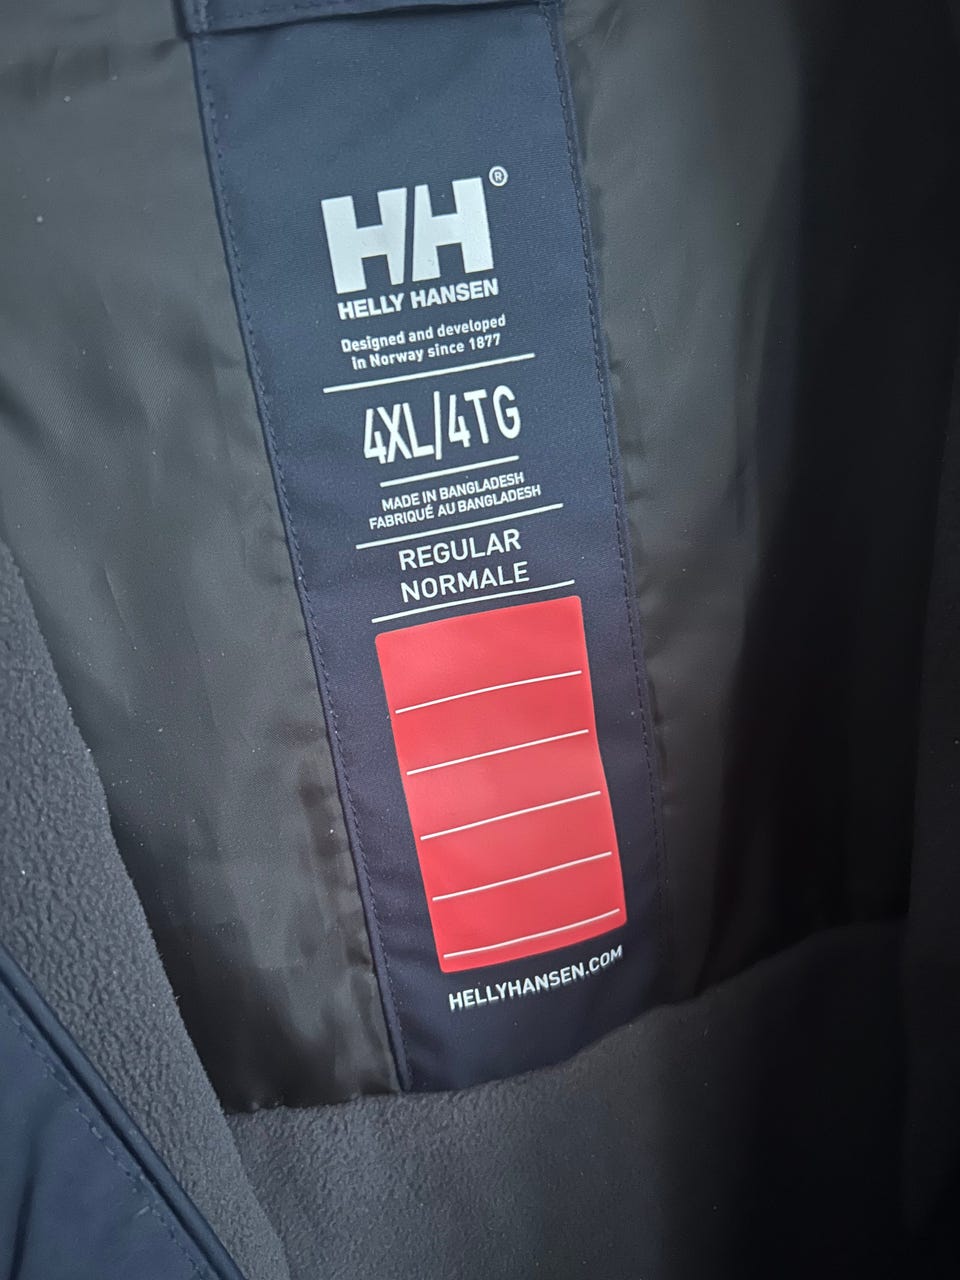 HH®
HELLY HANSEN
Designed and developed
in Norway since 1877
4XL/4TG
MADE IN BANGLADESH
FABRIQUÉ AU BANGLADESH
REGULAR
NORMALE
HELLYHANSEN.COM